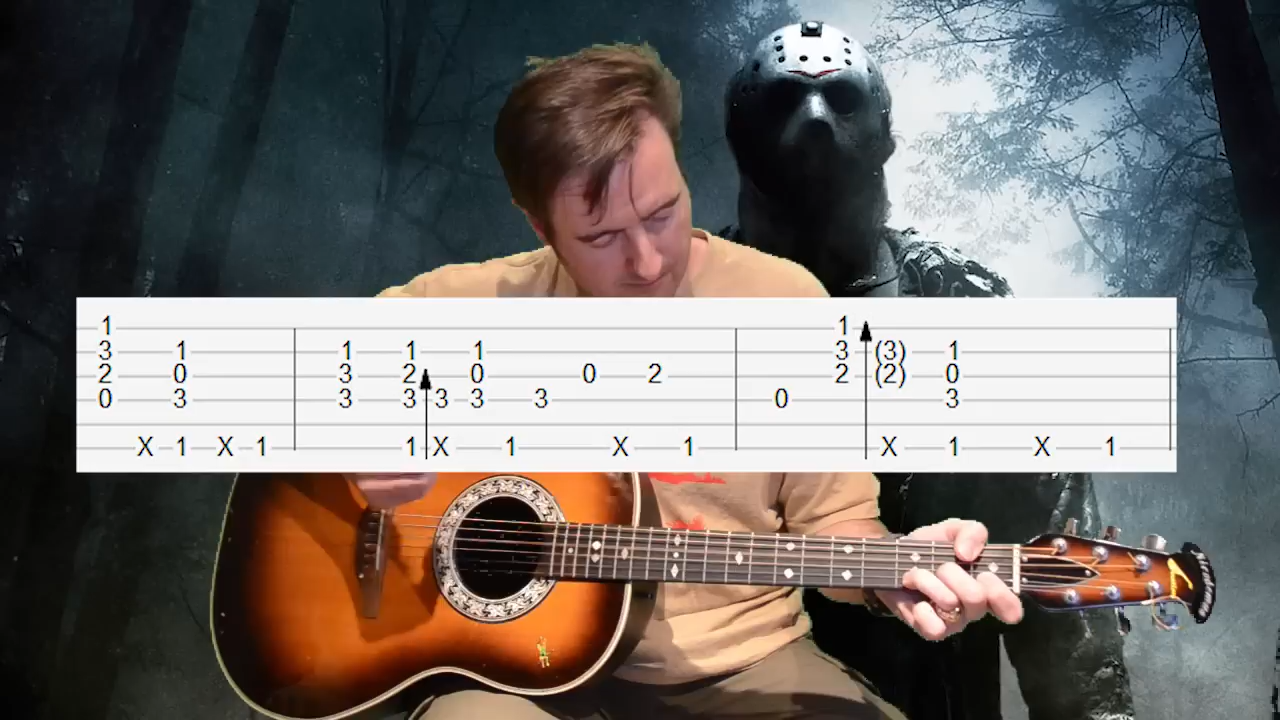 1 1
3 1 1 1 1 3 (3) 1
2 0 3 2 0 0 2 2 (2) 0
0 3 3 3 3 3 3 0 3
X 1 X 1 1 X 1 X 1 X 1 X 1